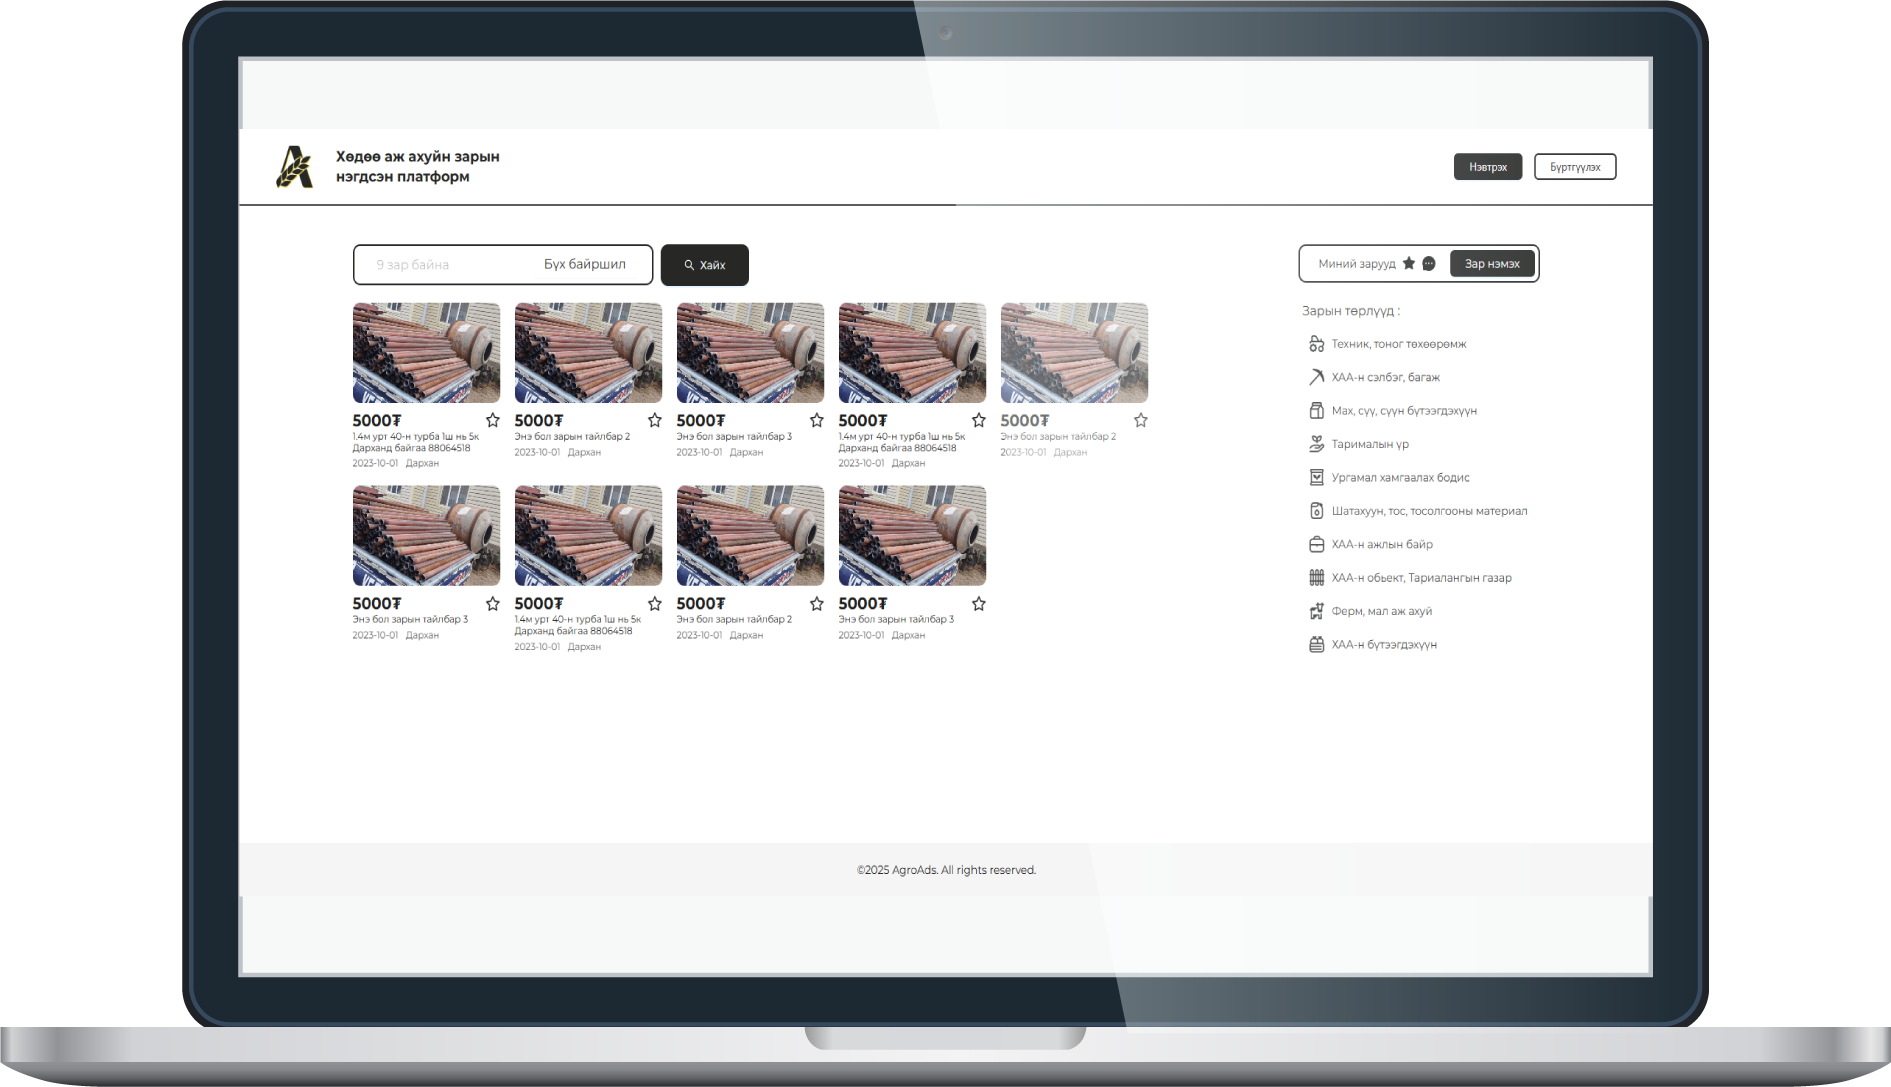 Хөдөө аж ахуйн зарын
нэгдсэн платформ
Нэвтрэх
Бүртгүүлэх
9 зар байна
Бүх байршил
Хайх
Миний зарууд
Зар нэмэх
5000₮
1.4м урт 40-н турба 1ш нь 5к
Дарханд байгаа 88064518
2023-10-01 Дархан
5000₮
Энэ бол зарын тайлбар 2
2023-10-01 Дархан
5000₮
Энэ бол зарын тайлбар 3
2023-10-01 Дархан
5000₮
1.4м урт 40-н турба 1ш нь 5к
Дарханд байгаа 88064518
2023-10-01 Дархан
5000₮
Энэ бол зарын тайлбар 2
2023-10-01 Дархан
5000₮
Энэ бол зарын тайлбар 3
2023-10-01 Дархан
5000₮
1.4м урт 40-н турба 1ш нь 5к
Дарханд байгаа 88064518
2023-10-01 Дархан
5000₮
Энэ бол зарын тайлбар 2
2023-10-01 Дархан
5000₮
Энэ бол зарын тайлбар 3
2023-10-01 Дархан
Зарын төрлүүд :
Техник, тоног төхөөрөмж
ХАА-н сэлбэг, багаж
Мах, сүү, сүүн бүтээгдэхүүн
Тарималын үр
Ургамал хамгаалах бодис
Шатахуун, тос, тосолгооны материал
ХАА-н ажлын байр
ХАА-н обьект, Тариалангын газар
Ферм, мал аж ахуй
ХАА-н бүтээгдэхүүн
©2025 AgroAds. All rights reserved.